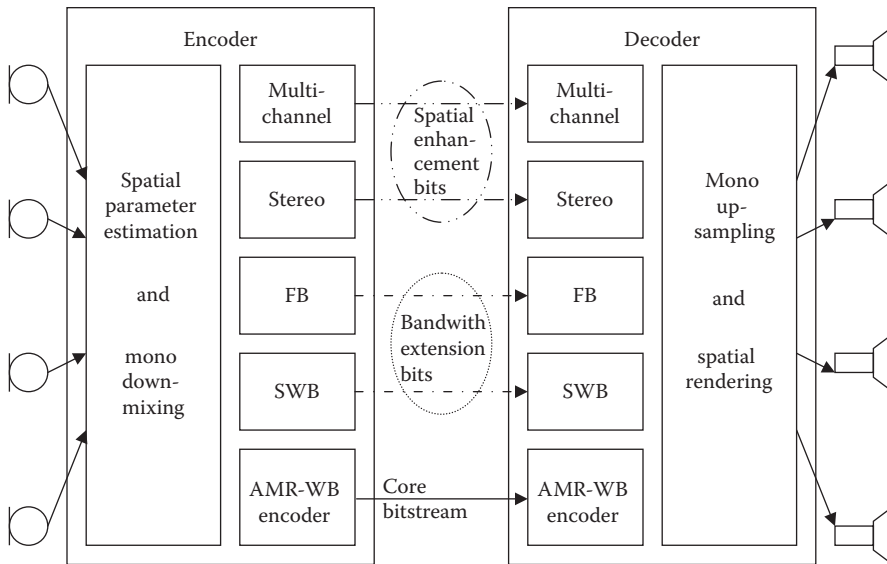 Encoder
Spatial
parameter
estimation
and
mono
down-
mixing
Multi-
channel
Stereo
FB
SWB
AMR-WB
encoder
Spatial
enhan-
cement
bits
Bandwith
extension
bits
Core
bitstream
Decoder
Multi-
channel
Stereo
FB
SWB
AMR-WB
encoder
Mono
up-
sampling
and
spatial
rendering